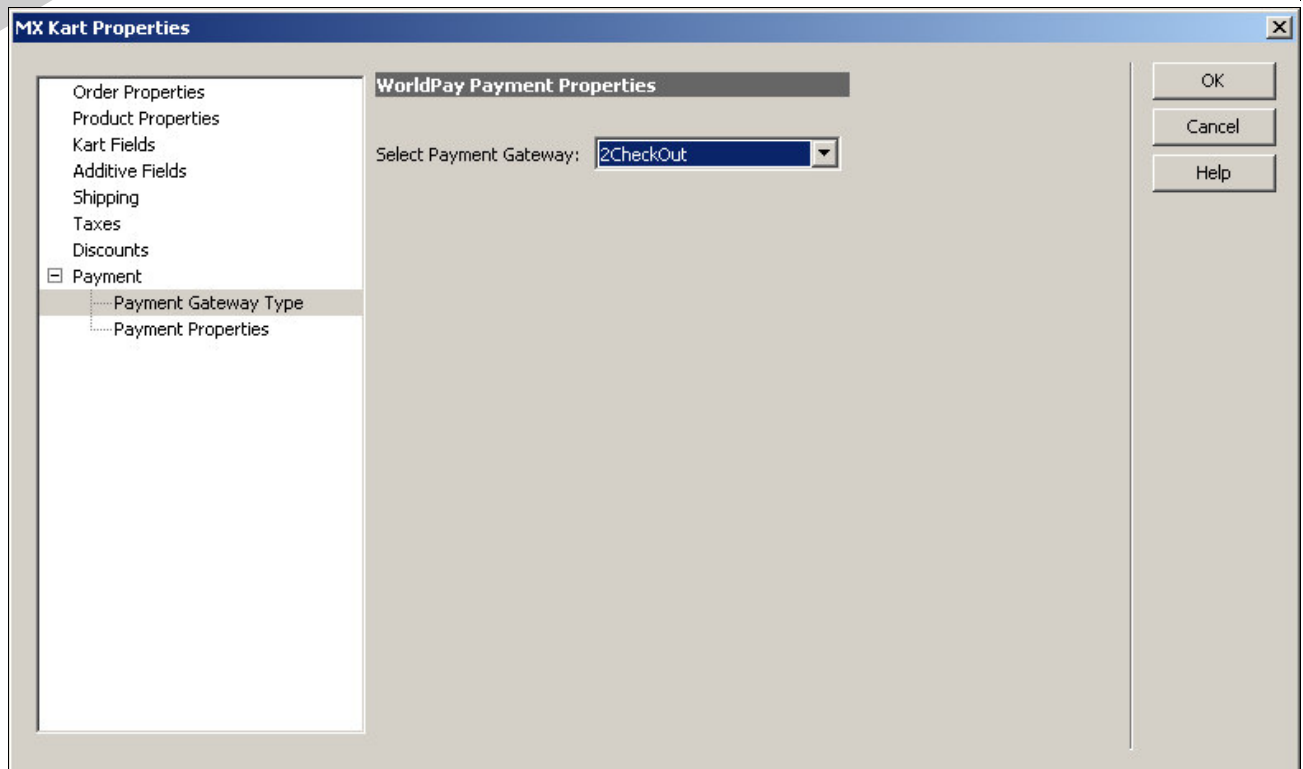 MX Kart Properties
Order Properties
Product Properties
Kart Fields
Additive Fields
Shipping
Taxes
Discounts
Payment
Payment Gateway Type
Payment Properties
WorldPay Payment Properties
Select Payment Gateway: 2CheckOut
OK
Cancel
Help